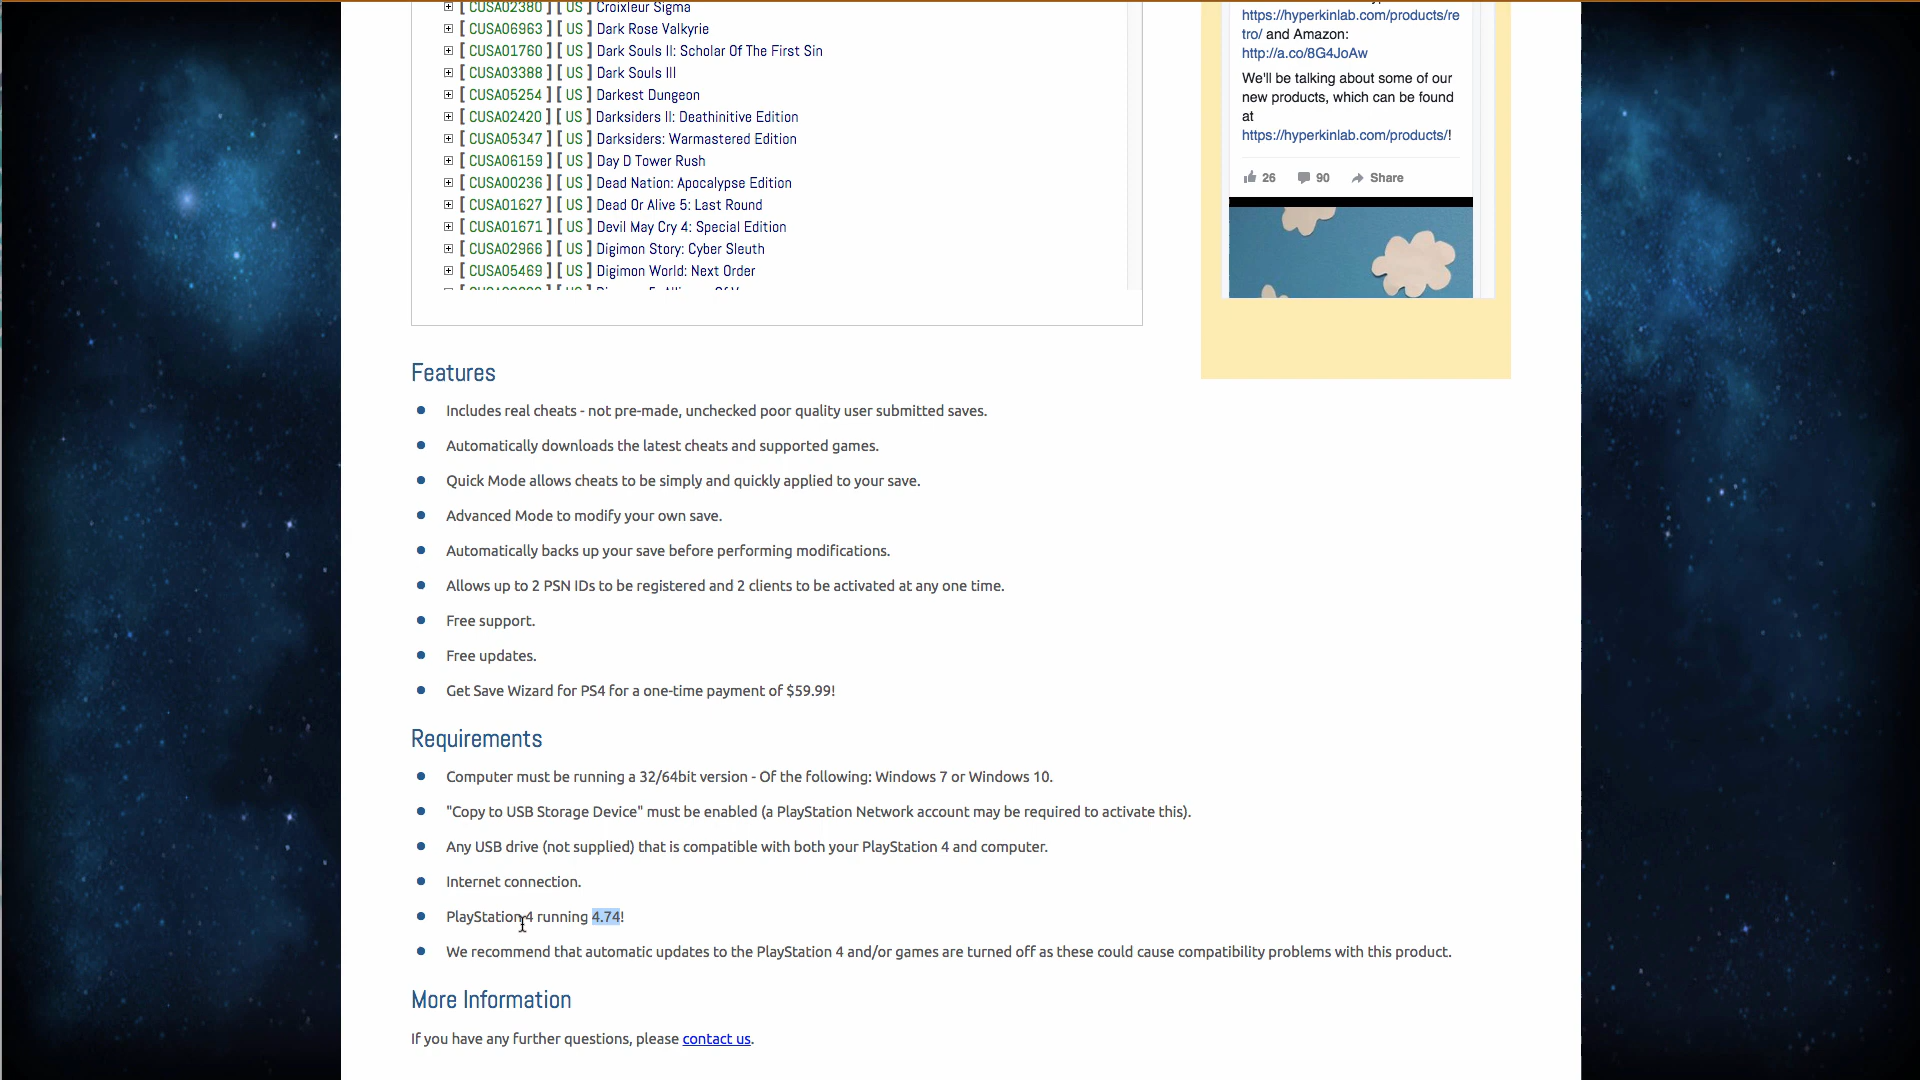 [ CUSA02380 ] [ US ] Croixleur Sigma
[ CUSA06963 ] [ US ] Dark Rose Valkyrie
[ CUSA01760 ] [ US ] Dark Souls II: Scholar Of The First Sin
[ CUSA03388 ] [ US ] Dark Souls III
[ CUSA05254 ] [ US ] Darkest Dungeon
[ CUSA02420 ] [ US ] Darksiders II: Deathinitive Edition
[ CUSA05347 ] [ US ] Darksiders: Warmastered Edition
[ CUSA06159 ] [ US ] Day D Tower Rush
[ CUSA00236 ] [ US ] Dead Nation: Apocalypse Edition
[ CUSA01627 ] [ US ] Dead Or Alive 5: Last Round
[ CUSA01671 ] [ US ] Devil May Cry 4: Special Edition
[ CUSA02966 ] [ US ] Digimon Story: Cyber Sleuth
[ CUSA05469 ] [ US ] Digimon World: Next Order
https://hyperkinlab.com/products/re
tro/ and Amazon:
http://a.co/8G4JoAw
We'll be talking about some of our
new products, which can be found
at
https://hyperkinlab.com/products/!
26 90 Share
Features
Includes real cheats - not pre-made, unchecked poor quality user submitted saves.
Automatically downloads the latest cheats and supported games.
Quick Mode allows cheats to be simply and quickly applied to your save.
Advanced Mode to modify your own save.
Automatically backs up your save before performing modifications.
Allows up to 2 PSN IDs to be registered and 2 clients to be activated at any one time.
Free support.
Free updates.
Get Save Wizard for PS4 for a one-time payment of $59.99!
Requirements
Computer must be running a 32/64bit version - Of the following: Windows 7 or Windows 10.
"Copy to USB Storage Device" must be enabled (a PlayStation Network account may be required to activate this).
Any USB drive (not supplied) that is compatible with both your PlayStation 4 and computer.
Internet connection.
PlayStation 4 running 4.74!
We recommend that automatic updates to the PlayStation 4 and/or games are turned off as these could cause compatibility problems with this product.
More Information
If you have any further questions, please contact us.